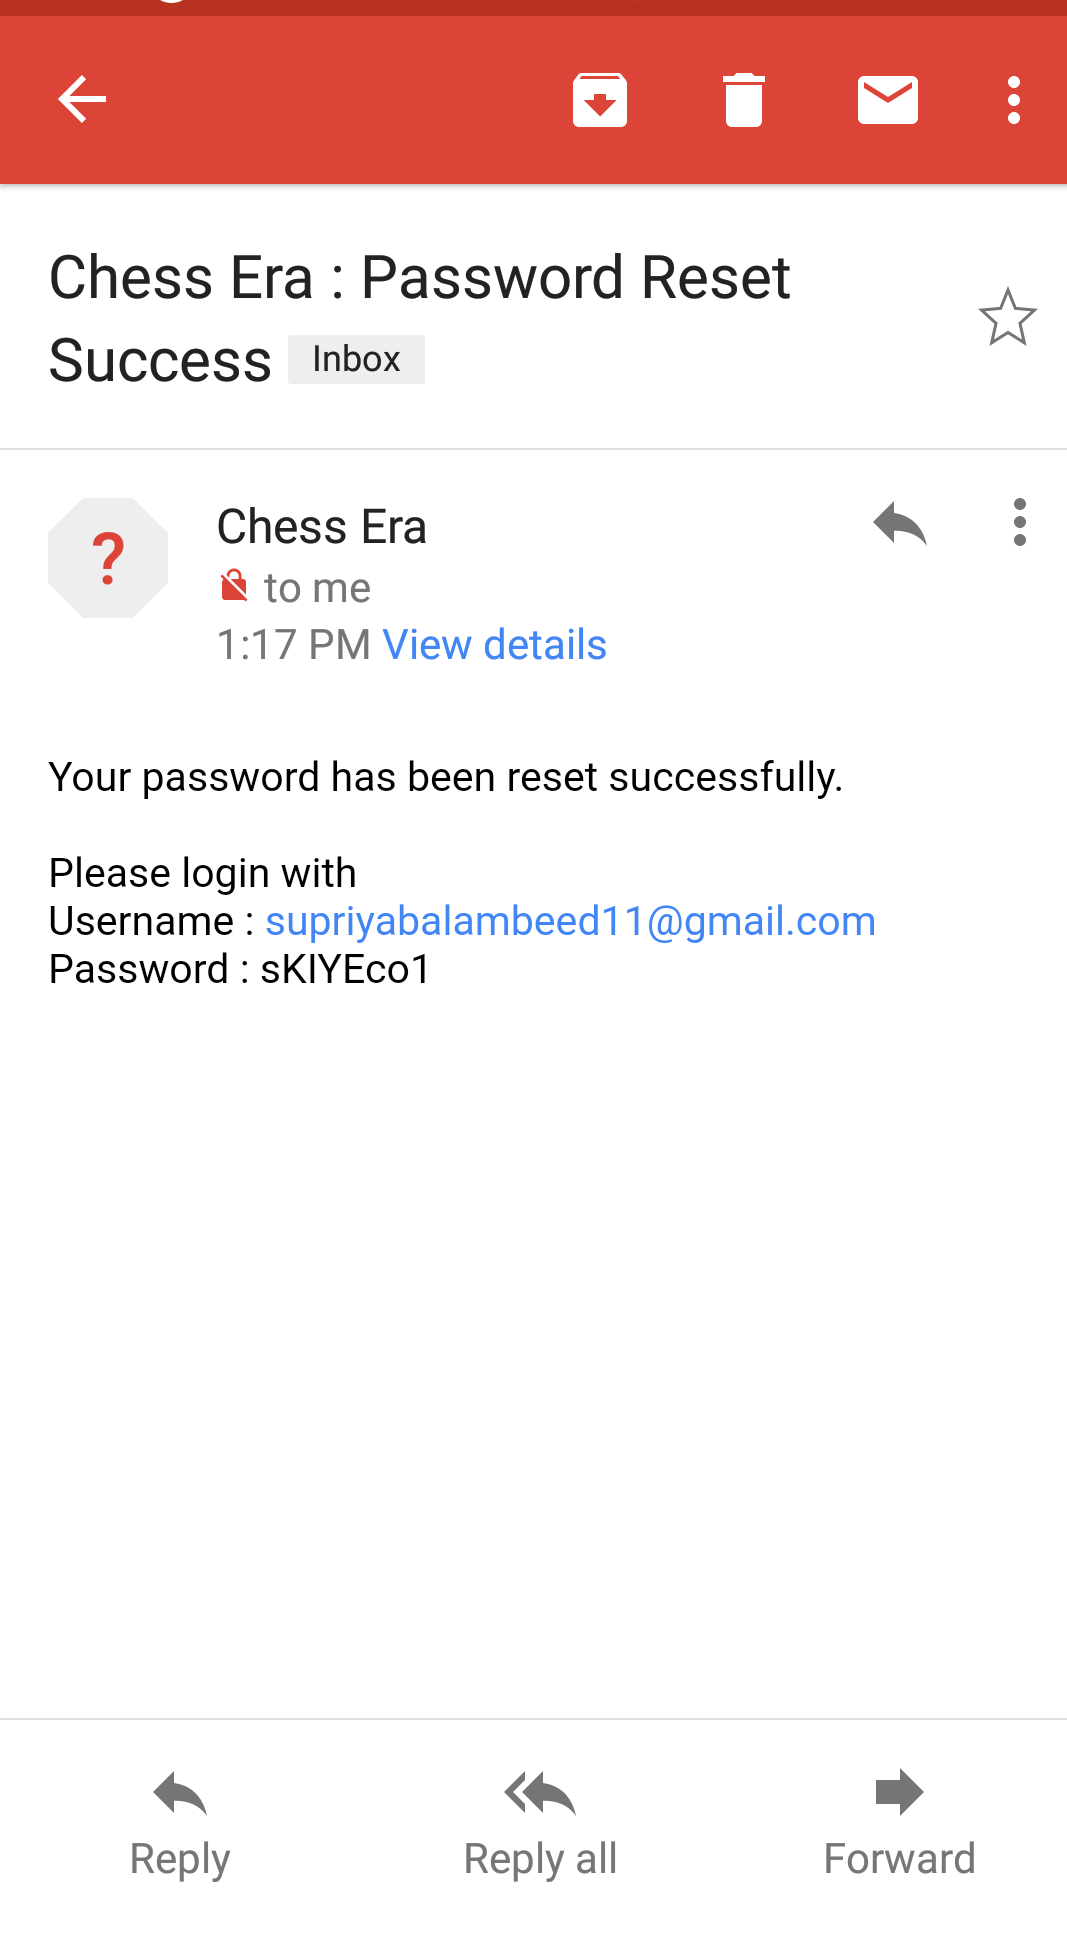 Chess Era : Password Reset
Success Inbox
?
Chess Era
to me
1:17 PM View details
Your password has been reset successfully.
Please login with
Username : supriyabalambeed11@gmail.com
Password : sKIYEco1
Reply Reply all Forward